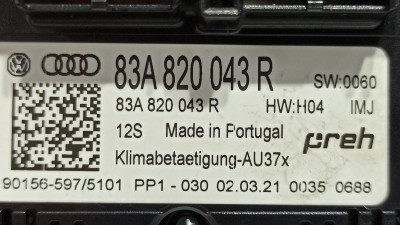 83A 820 043 R SW:0060
83A 820 043 R HW:H04 IMJ
12S Made in Portugal preh
Klimabetaetigung-AU37x
90156-597/5101 PP1-030 02.03.21 0035 0688